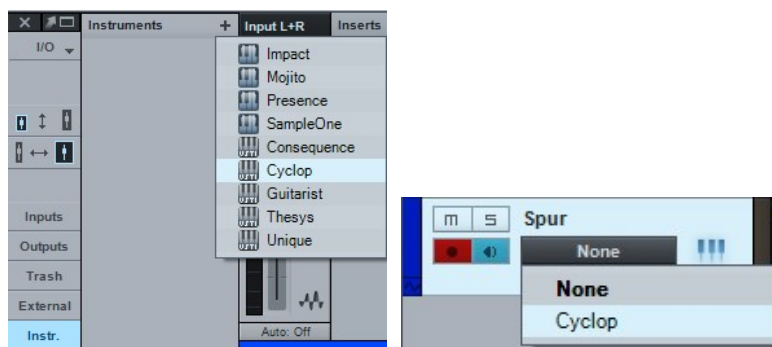 Instruments + Input L+R Inserts
I/O
Impact
Mojito
Presence
SampleOne
Consequence
Cyclop
Guitarist
Thesys
Unique
Inputs
Outputs
Trash
External
Instr.
Auto: Off
m s Spur
None
None
Cyclop